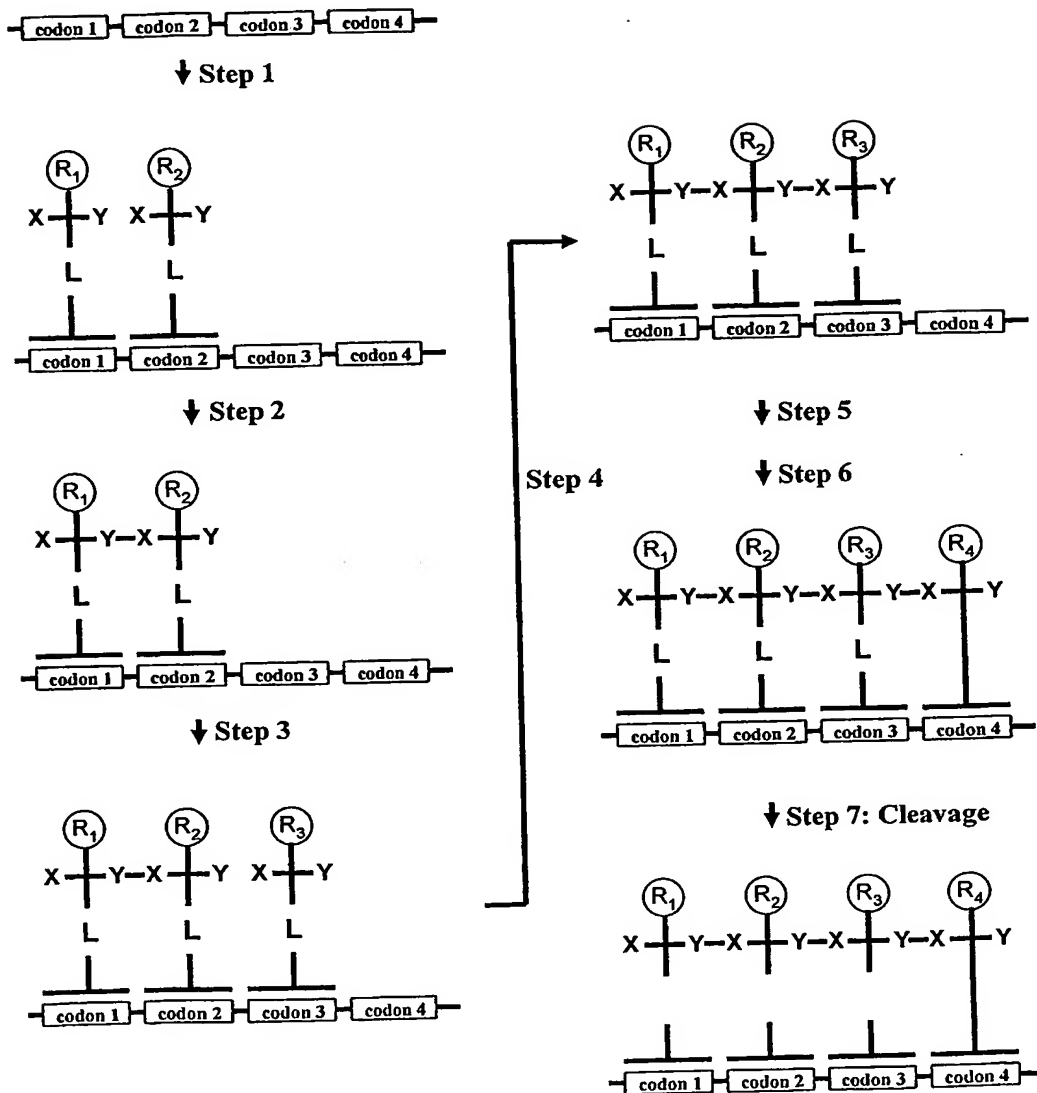 codon 1 codon 2 codon 3 codon 4
Step 1
R1 R2
X Y X Y
L L
codon 1 codon 2 codon 3 codon 4
Step 2
R1 R2
X Y–X Y
L L
codon 1 codon 2 codon 3 codon 4
Step 3
R1 R2 R3
X Y–X Y X Y
L L L
codon 1 codon 2 codon 3 codon 4
Step 4
R1 R2 R3
X Y–X Y–X Y
L L L
codon 1 codon 2 codon 3 codon 4
Step 5
Step 6
R1 R2 R3 R4
X Y–X Y–X Y–X Y
L L L
codon 1 codon 2 codon 3 codon 4
Step 7: Cleavage
R1 R2 R3 R4
X Y–X Y–X Y–X Y
codon 1 codon 2 codon 3 codon 4